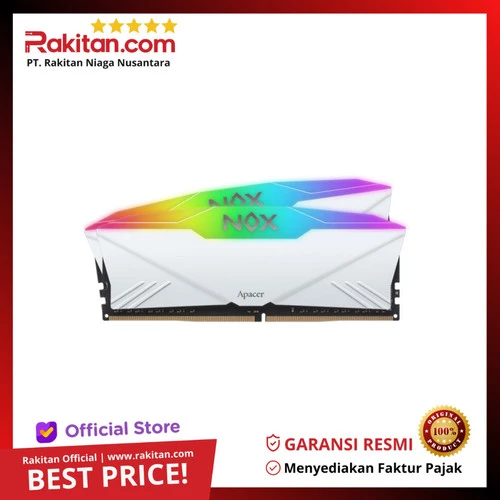 Rakitan.com
PT. Rakitan Niaga Nusantara
NOX
NOX
Apacer
Official Store
Rakitan Official | www.rakitan.com
BEST PRICE!
GARANSI RESMI
Menyediakan Faktur Pajak
ORIGINAL
100%
PRODUCT